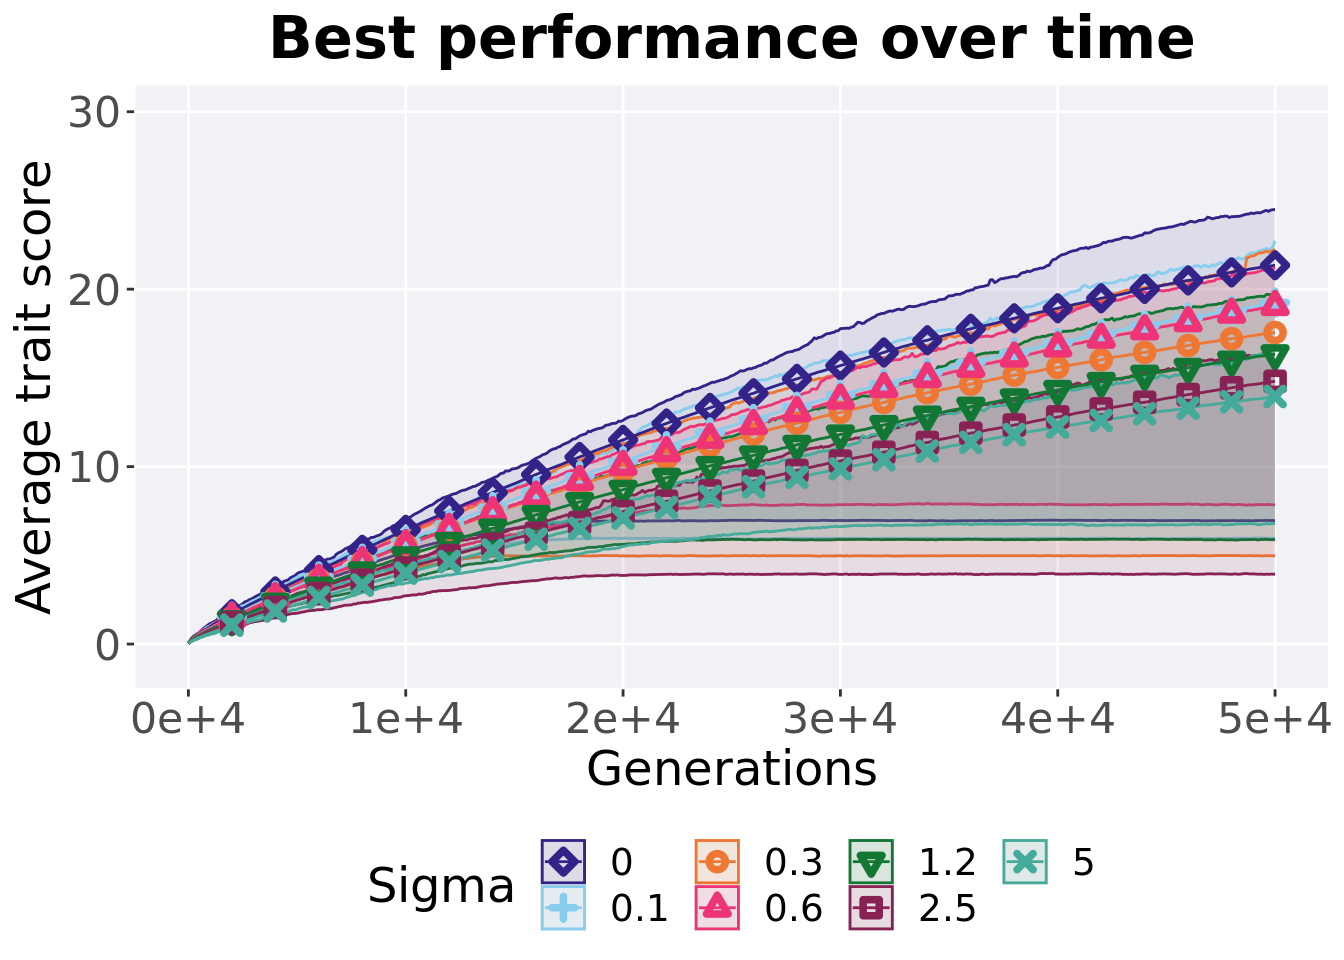 Best performance over time
Average trait score
30
20
10
0
0e+4 1e+4 2e+4 3e+4 4e+4 5e+4
Generations
Sigma
0 0.3 1.2 5
0.1 0.6 2.5